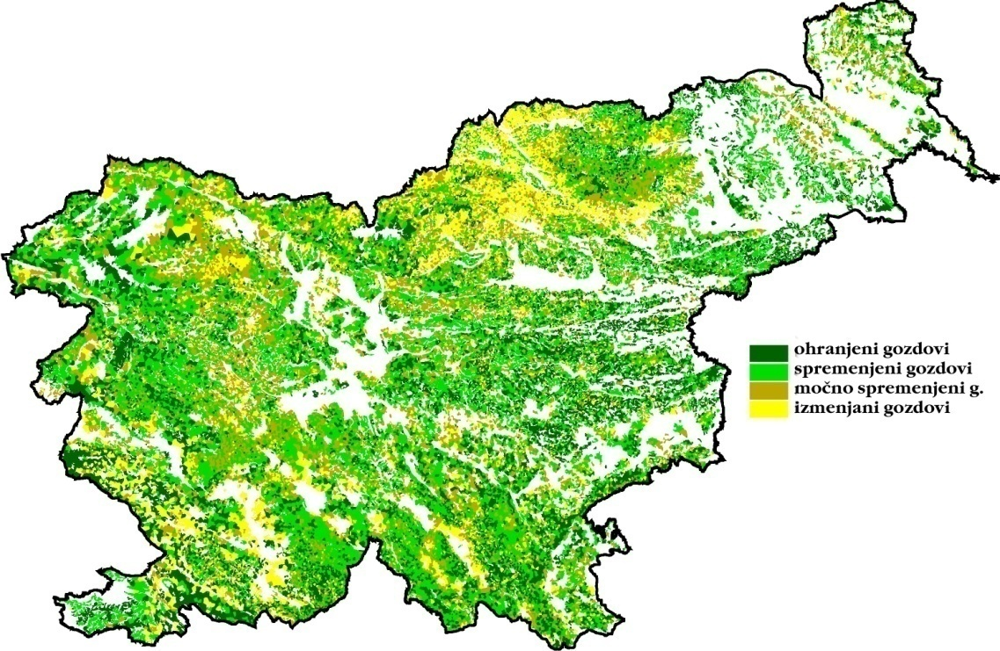 ohranjeni gozdovi
spremenjeni gozdovi
močno spremenjeni g.
izmenjani gozdovi